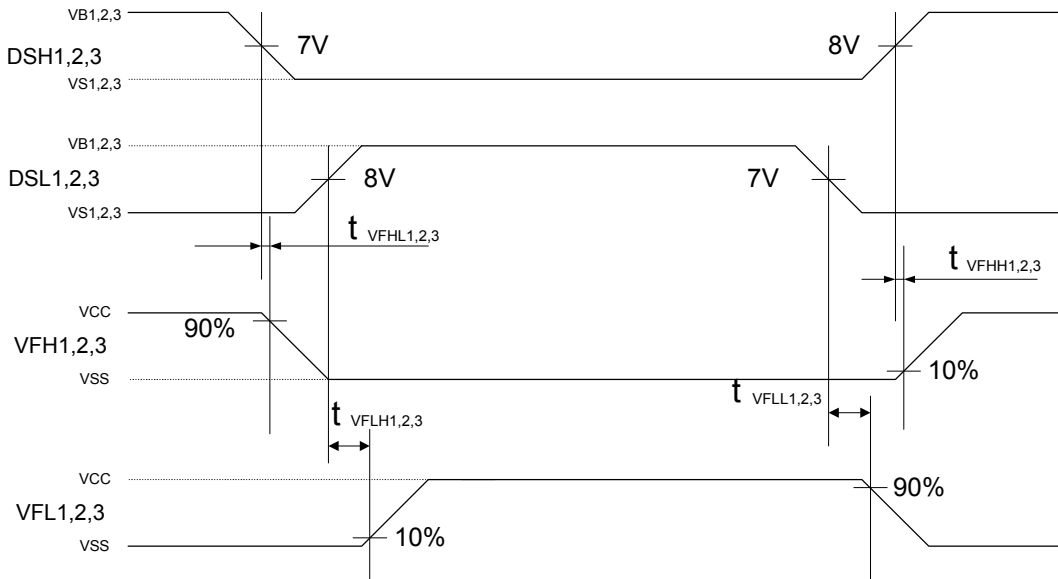 VB1,2,3
DSH1,2,3
7V
8V
VS1,2,3
VB1,2,3
DSL1,2,3
8V
7V
VS1,2,3
t VFHL1,2,3
t VFHH1,2,3
VCC
90%
VFH1,2,3
VSS
10%
t VFLL1,2,3
t VFLH1,2,3
VCC
90%
VFL1,2,3
10%
VSS